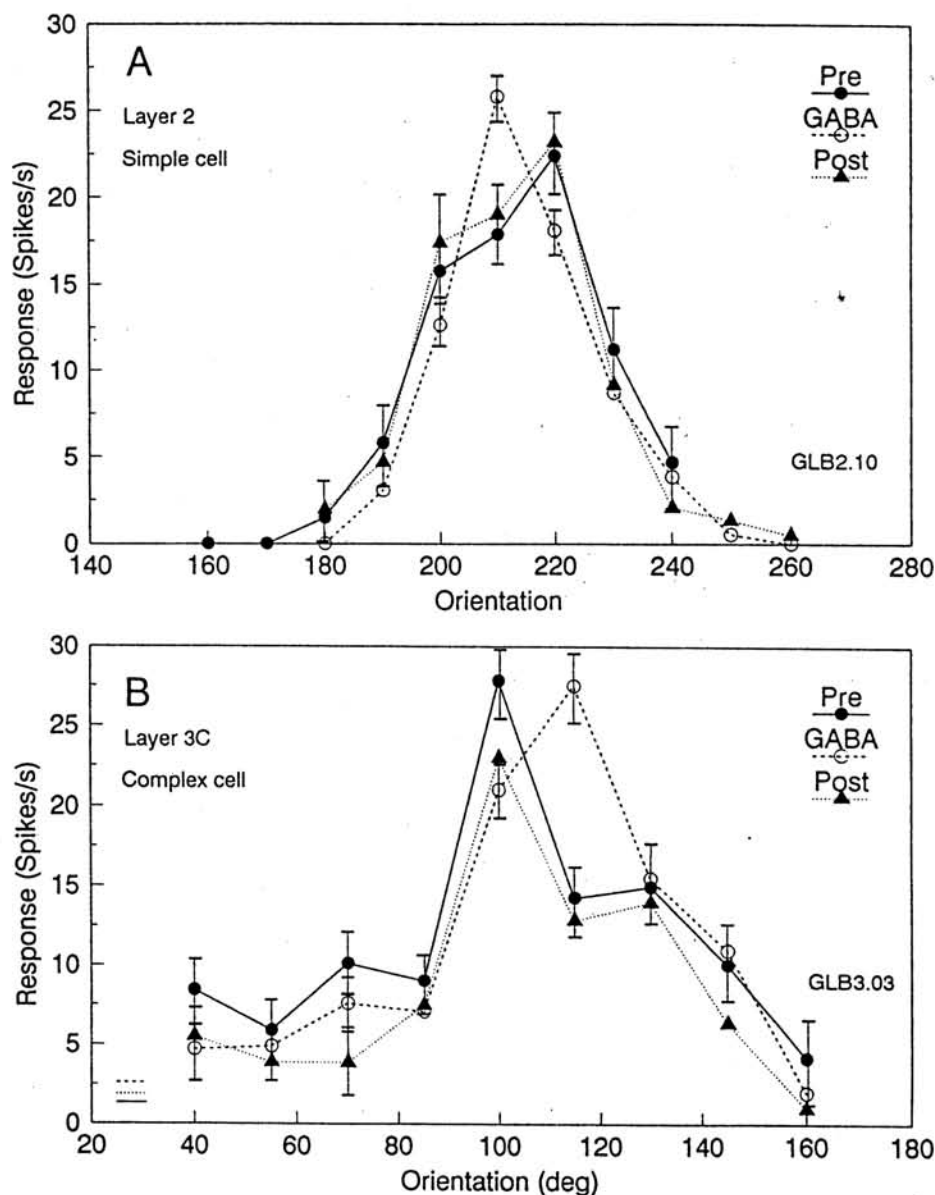 30
25
20
15
10
5
0
Response (Spikes/s)
A
Layer 2
Simple cell
Pre
GABA
Post
GLB2.10
140 160 180 200 220 240 260 280
Orientation
30
25
20
15
10
5
0
Response (Spikes/s)
B
Layer 3C
Complex cell
Pre
GABA
Post
GLB3.03
20 40 60 80 100 120 140 160 180
Orientation (deg)